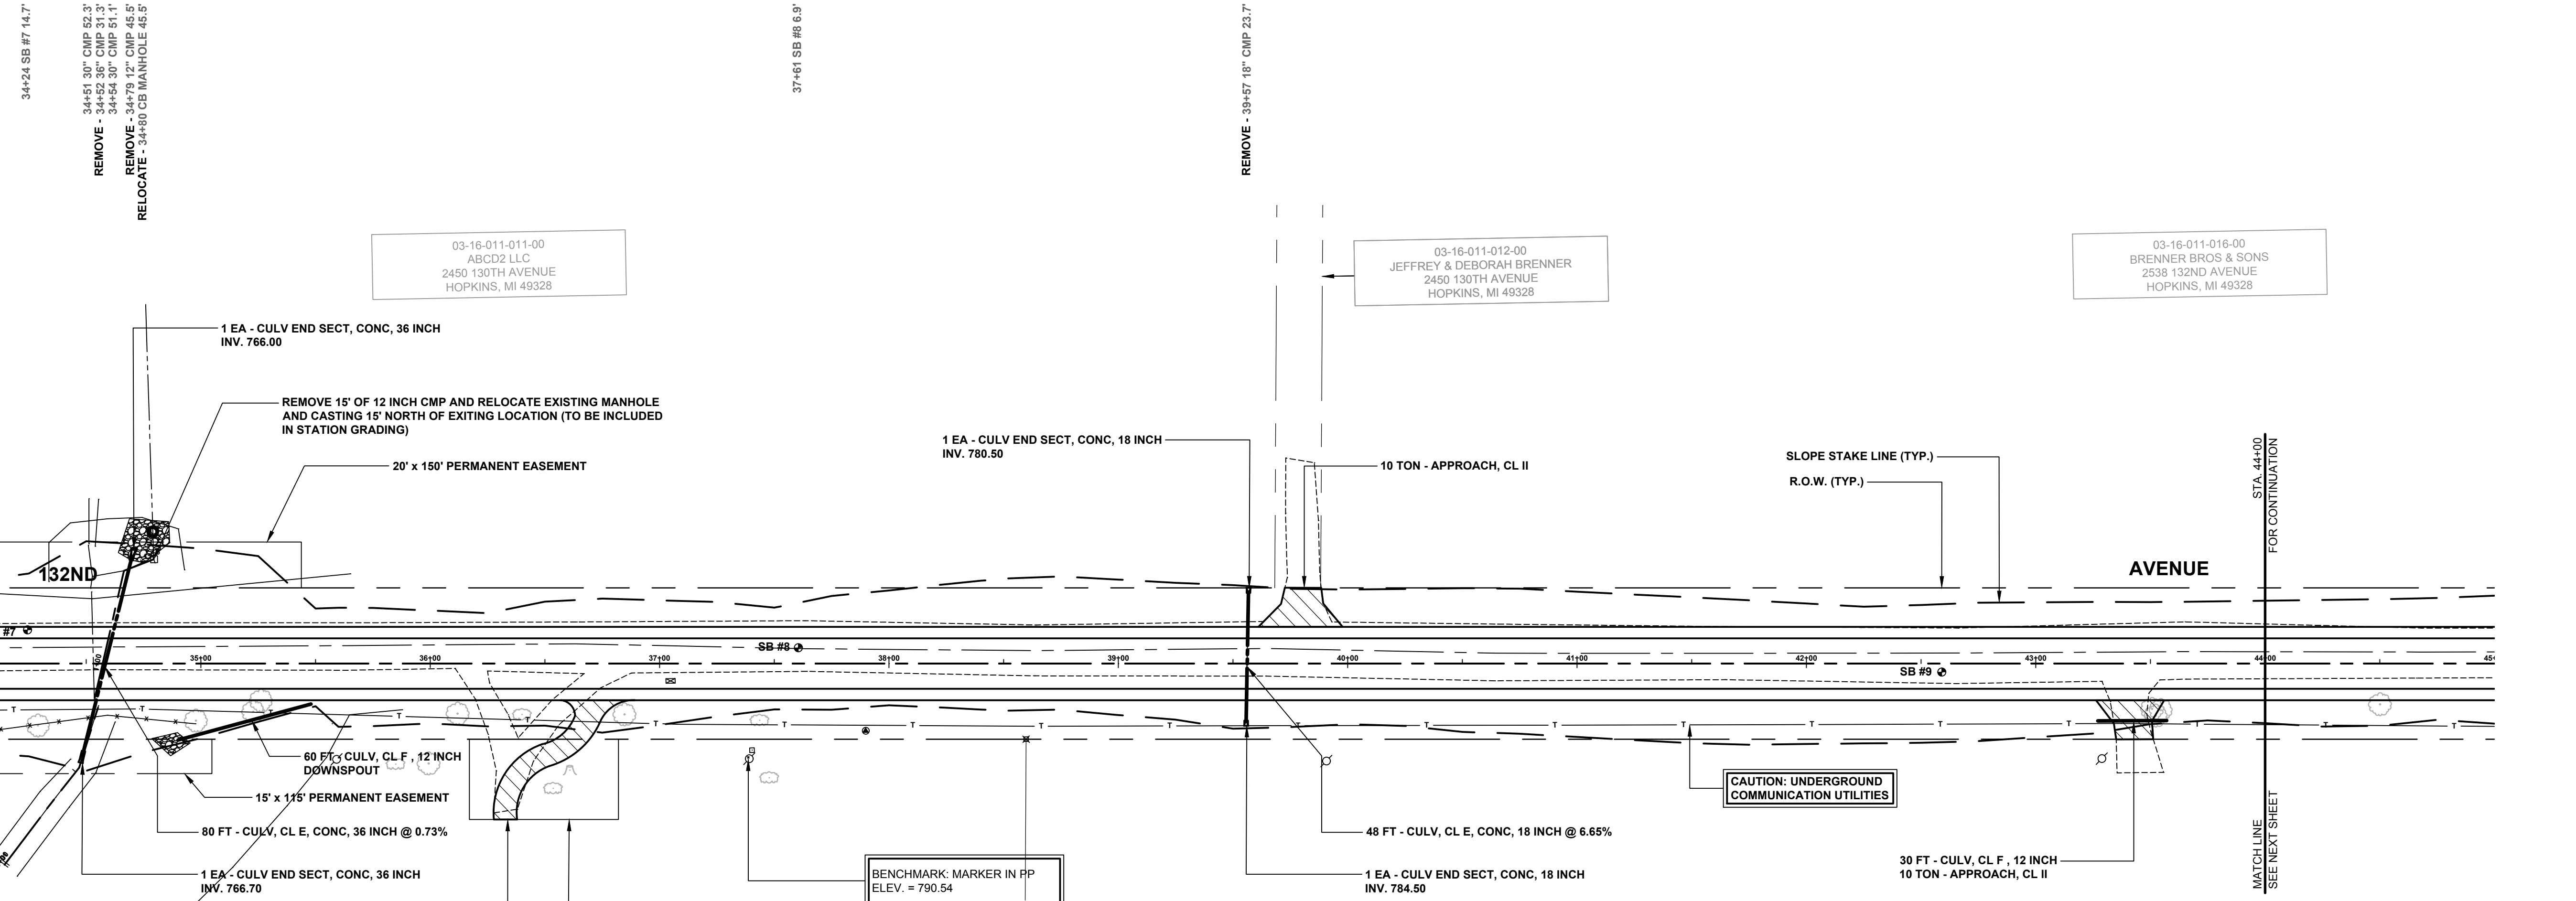 34+24 SB #7 14.7'
34+51 30" CMP 52.3'
REMOVE - 34+52 36" CMP 31.3'
34+54 30" CMP 51.1'
REMOVE - 34+79 12" CMP 45.5'
RELOCATE - 34+80 CB MANHOLE 45.5'
37+61 SB #8 6.9'
REMOVE - 39+57 18" CMP 23.7'
03-16-011-011-00
ABCD2 LLC
2450 130TH AVENUE
HOPKINS, MI 49328
03-16-011-012-00
JEFFREY & DEBORAH BRENNER
2450 130TH AVENUE
HOPKINS, MI 49328
03-16-011-016-00
BRENNER BROS & SONS
2538 132ND AVENUE
HOPKINS, MI 49328
1 EA - CULV END SECT, CONC, 36 INCH
INV. 766.00
REMOVE 15' OF 12 INCH CMP AND RELOCATE EXISTING MANHOLE
AND CASTING 15' NORTH OF EXITING LOCATION (TO BE INCLUDED
IN STATION GRADING)
20' x 150' PERMANENT EASEMENT
1 EA - CULV END SECT, CONC, 18 INCH
INV. 780.50
10 TON - APPROACH, CL II
SLOPE STAKE LINE (TYP.)
R.O.W. (TYP.)
STA. 44+00
FOR CONTINUATION
132ND
AVENUE
#7
SB #8
SB #9
35+00
36+00
37+00
38+00
39+00
40+00
41+00
42+00
43+00
44+00
45+
T T T T T T T T T T T T T T
x x x x x
60 FT - CULV, CL F , 12 INCH
DOWNSPOUT
15' x 115' PERMANENT EASEMENT
80 FT - CULV, CL E, CONC, 36 INCH @ 0.73%
1 EA - CULV END SECT, CONC, 36 INCH
INV. 766.70
BENCHMARK: MARKER IN PP
ELEV. = 790.54
48 FT - CULV, CL E, CONC, 18 INCH @ 6.65%
1 EA - CULV END SECT, CONC, 18 INCH
INV. 784.50
CAUTION: UNDERGROUND
COMMUNICATION UTILITIES
30 FT - CULV, CL F , 12 INCH
10 TON - APPROACH, CL II
MATCH LINE
SEE NEXT SHEET